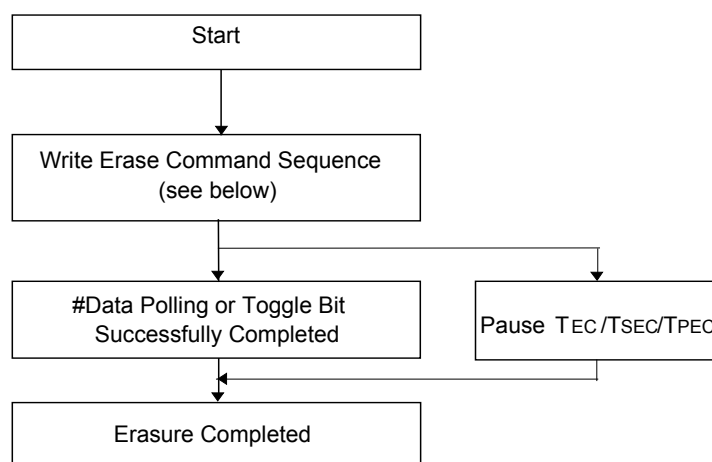 Start
Write Erase Command Sequence
(see below)
#Data Polling or Toggle Bit
Successfully Completed
Pause TEC/TSEC/TPEC
Erasure Completed